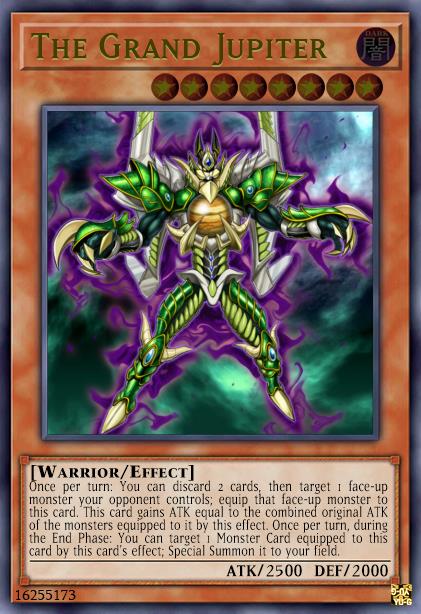 The Grand Jupiter
DARK
闇
[Warrior/Effect]
Once per turn: You can discard 2 cards, then target 1 face-up
monster your opponent controls; equip that face-up monster to
this card. This card gains ATK equal to the combined original ATK
of the monsters equipped to it by this effect. Once per turn, during
the End Phase: You can target 1 Monster Card equipped to this
card by this card's effect; Special Summon it to your field.
ATK/2500 DEF/2000
16255173